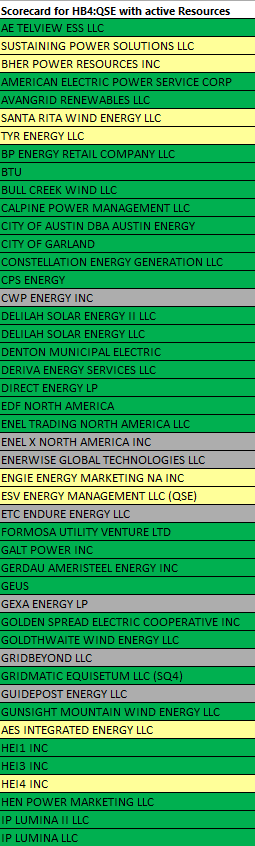 Scorecard for HB4:QSE with active Resources
AE TELVIEW ESS LLC
SUSTAINING POWER SOLUTIONS LLC
BHER POWER RESOURCES INC
AMERICAN ELECTRIC POWER SERVICE CORP
AVANGRID RENEWABLES LLC
SANTA RITA WIND ENERGY LLC
TYR ENERGY LLC
BP ENERGY RETAIL COMPANY LLC
BTU
BULL CREEK WIND LLC
CALPINE POWER MANAGEMENT LLC
CITY OF AUSTIN DBA AUSTIN ENERGY
CITY OF GARLAND
CONSTELLATION ENERGY GENERATION LLC
CPS ENERGY
CWP ENERGY INC
DELILAH SOLAR ENERGY II LLC
DELILAH SOLAR ENERGY LLC
DENTON MUNICIPAL ELECTRIC
DERIVA ENERGY SERVICES LLC
DIRECT ENERGY LP
EDF NORTH AMERICA
ENEL TRADING NORTH AMERICA LLC
ENEL X NORTH AMERICA INC
ENERWISE GLOBAL TECHNOLOGIES LLC
ENGIE ENERGY MARKETING NA INC
ESV ENERGY MANAGEMENT LLC (QSE)
ETC ENDURE ENERGY LLC
FORMOSA UTILITY VENTURE LTD
GALT POWER INC
GERDAU AMERISTEEL ENERGY INC
GEUS
GEXA ENERGY LP
GOLDEN SPREAD ELECTRIC COOPERATIVE INC
GOLDTHWAITE WIND ENERGY LLC
GRIDBEYOND LLC
GRIDMATIC EQUISETUM LLC (SQ4)
GUIDEPOST ENERGY LLC
GUNSIGHT MOUNTAIN WIND ENERGY LLC
AES INTEGRATED ENERGY LLC
HEI1 INC
HEI3 INC
HEI4 INC
HEN POWER MARKETING LLC
IP LUMINA II LLC
IP LUMINA LLC